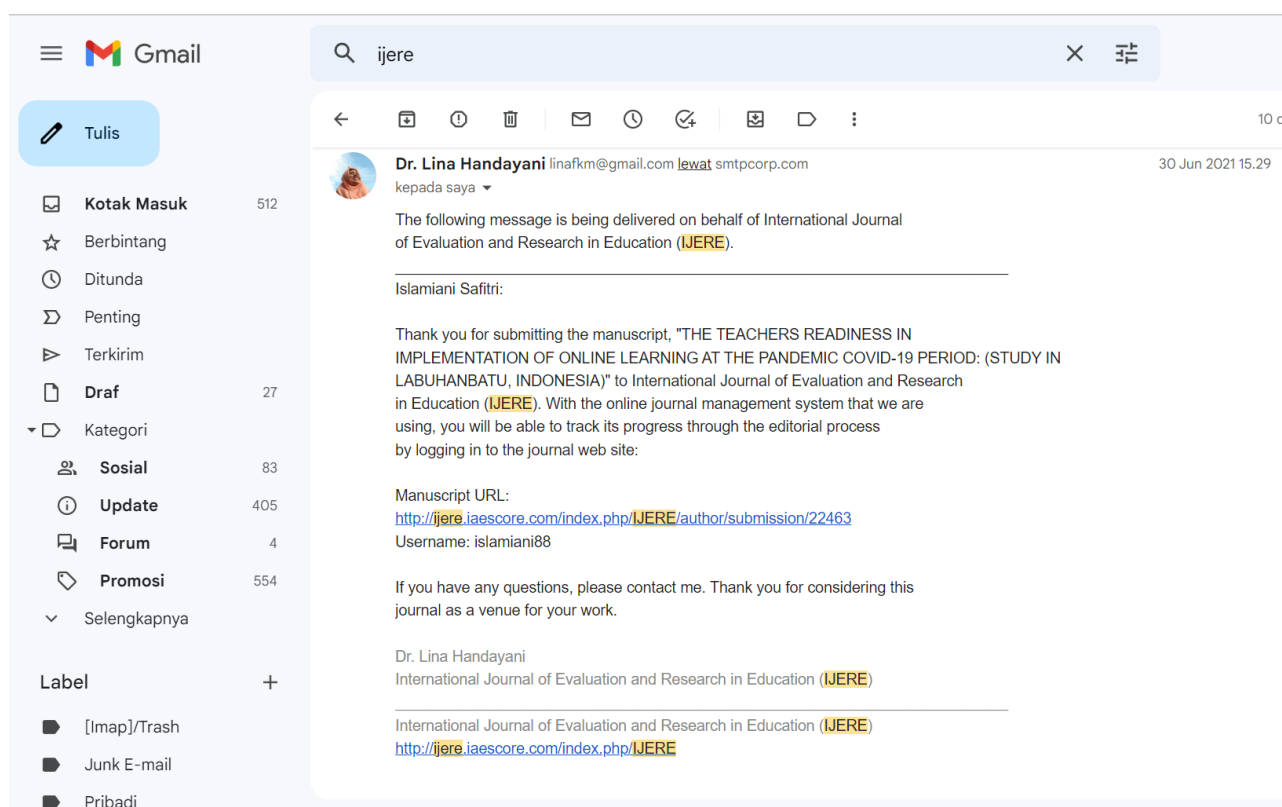 Gmail
ijere
Tulis
10 d
Dr. Lina Handayani linafkm@gmail.com lewat smtpcorp.com
30 Jun 2021 15.29
kepada saya
Kotak Masuk 512
Berbintang
Ditunda
Penting
Terkirim
Draf 27
Kategori
Sosial 83
Update 405
Forum 4
Promosi 554
Selengkapnya
Label
[Imap]/Trash
Junk E-mail
Pribadi
The following message is being delivered on behalf of International Journal
of Evaluation and Research in Education (IJERE).
Islamiani Safitri:
Thank you for submitting the manuscript, "THE TEACHERS READINESS IN
IMPLEMENTATION OF ONLINE LEARNING AT THE PANDEMIC COVID-19 PERIOD: (STUDY IN
LABUHANBATU, INDONESIA)" to International Journal of Evaluation and Research
in Education (IJERE). With the online journal management system that we are
using, you will be able to track its progress through the editorial process
by logging in to the journal web site:
Manuscript URL:
http://ijere.iaescore.com/index.php/IJERE/author/submission/22463
Username: islamiani88
If you have any questions, please contact me. Thank you for considering this
journal as a venue for your work.
Dr. Lina Handayani
International Journal of Evaluation and Research in Education (IJERE)
International Journal of Evaluation and Research in Education (IJERE)
http://ijere.iaescore.com/index.php/IJERE